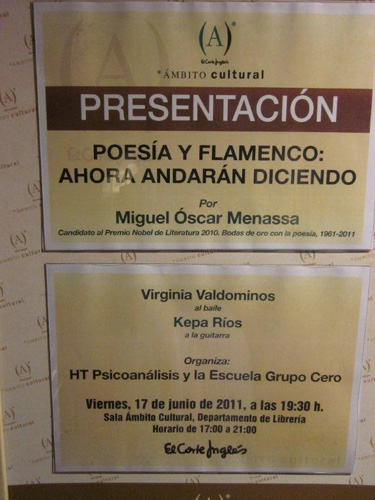 (A)
El Corte Inglés
ÁMBITO cultural
PRESENTACIÓN
POESÍA Y FLAMENCO:
AHORA ANDARÁN DICIENDO
Por
Miguel Óscar Menassa
Candidato al Premio Nobel de Literatura 2010. Bodas de oro con la poesía, 1961-2011
Virginia Valdominos
al baile
Kepa Ríos
a la guitarra
Organiza:
HT Psicoanálisis y la Escuela Grupo Cero
Viernes, 17 de junio de 2011, a las 19:30 h.
Sala Ámbito Cultural, Departamento de Librería
Horario de 17:00 a 21:00
El Corte Inglés